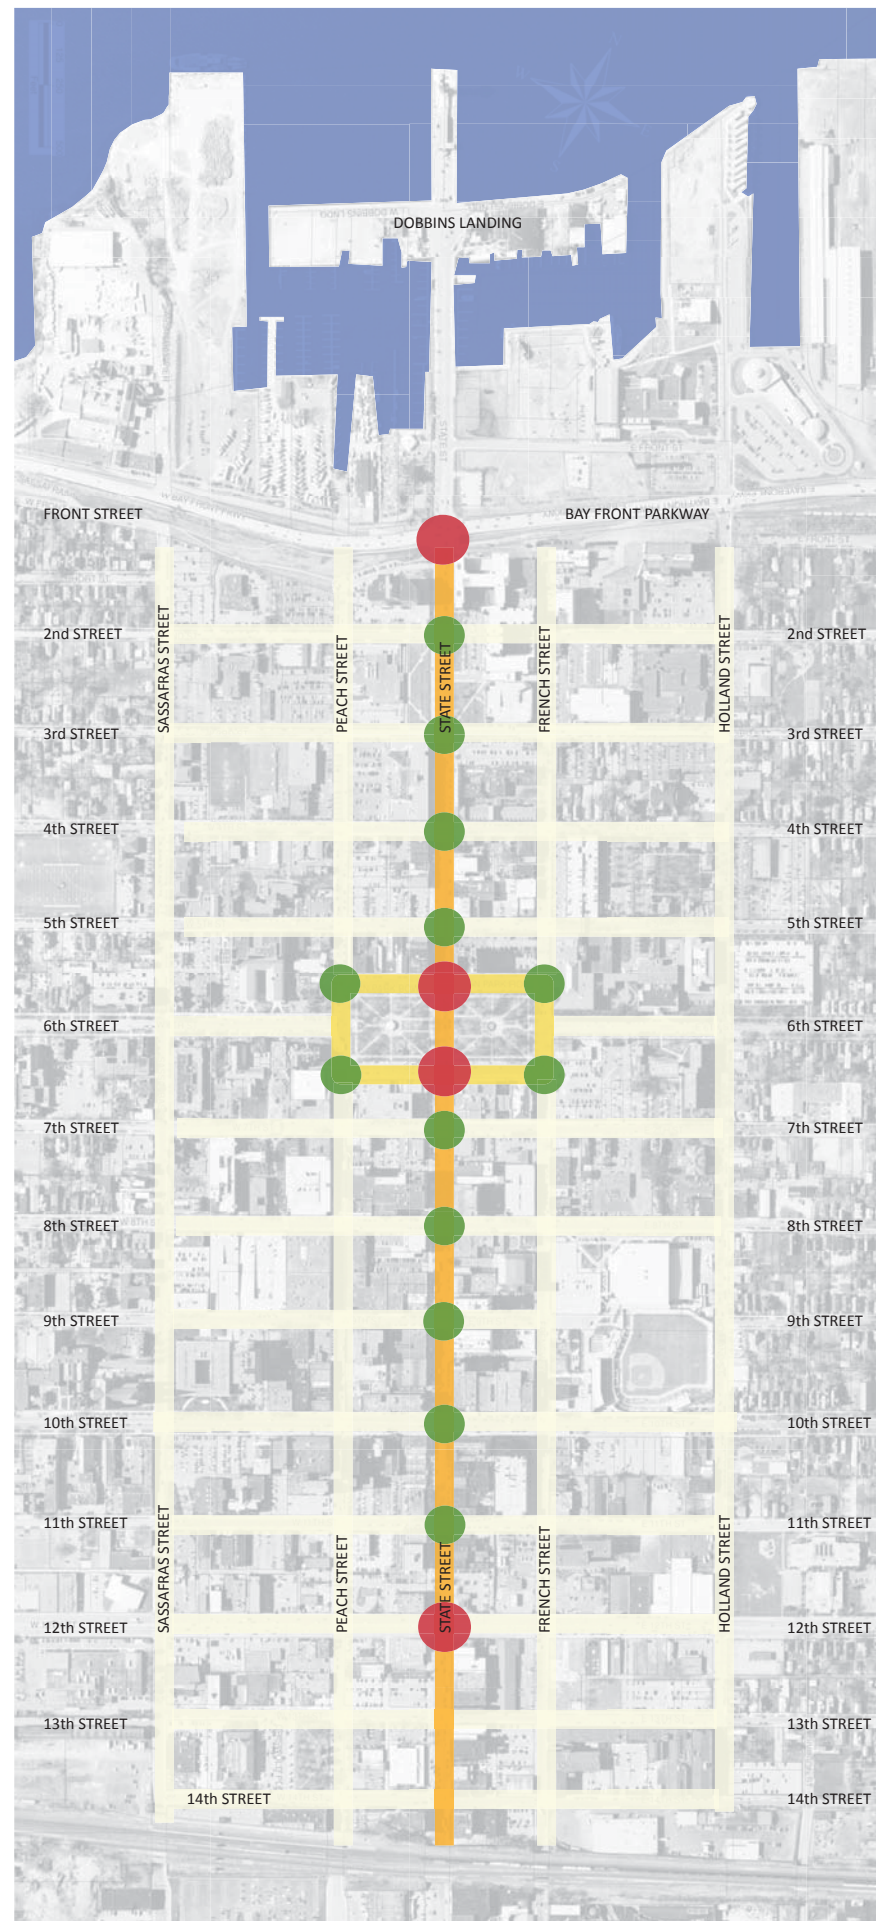 DOBBINS LANDING
FRONT STREET
BAY FRONT PARKWAY
2nd STREET
2nd STREET
SASSAFRAS STREET
PEACH STREET
STATE STREET
FRENCH STREET
HOLLAND STREET
3rd STREET
3rd STREET
4th STREET
4th STREET
5th STREET
5th STREET
6th STREET
6th STREET
7th STREET
7th STREET
8th STREET
8th STREET
9th STREET
9th STREET
10th STREET
10th STREET
11th STREET
11th STREET
SASSAFRAS STREET
PEACH STREET
STATE STREET
FRENCH STREET
HOLLAND STREET
12th STREET
12th STREET
13th STREET
13th STREET
14th STREET
14th STREET